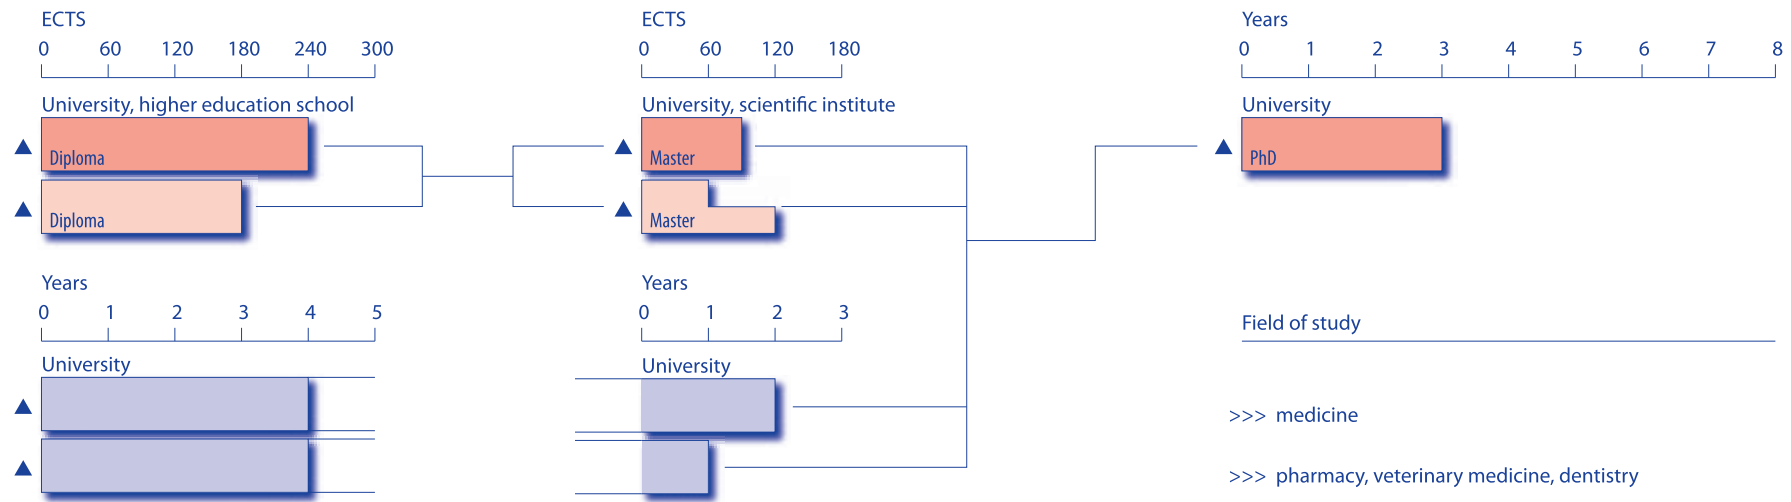 ECTS
0 60 120 180 240 300
University, higher education school
Diploma
Diploma
Years
0 1 2 3 4 5
University
ECTS
0 60 120 180
University, scientific institute
Master
Master
Years
0 1 2 3
University
Years
0 1 2 3 4 5 6 7 8
University
PhD
Field of study
>>> medicine
>>> pharmacy, veterinary medicine, dentistry